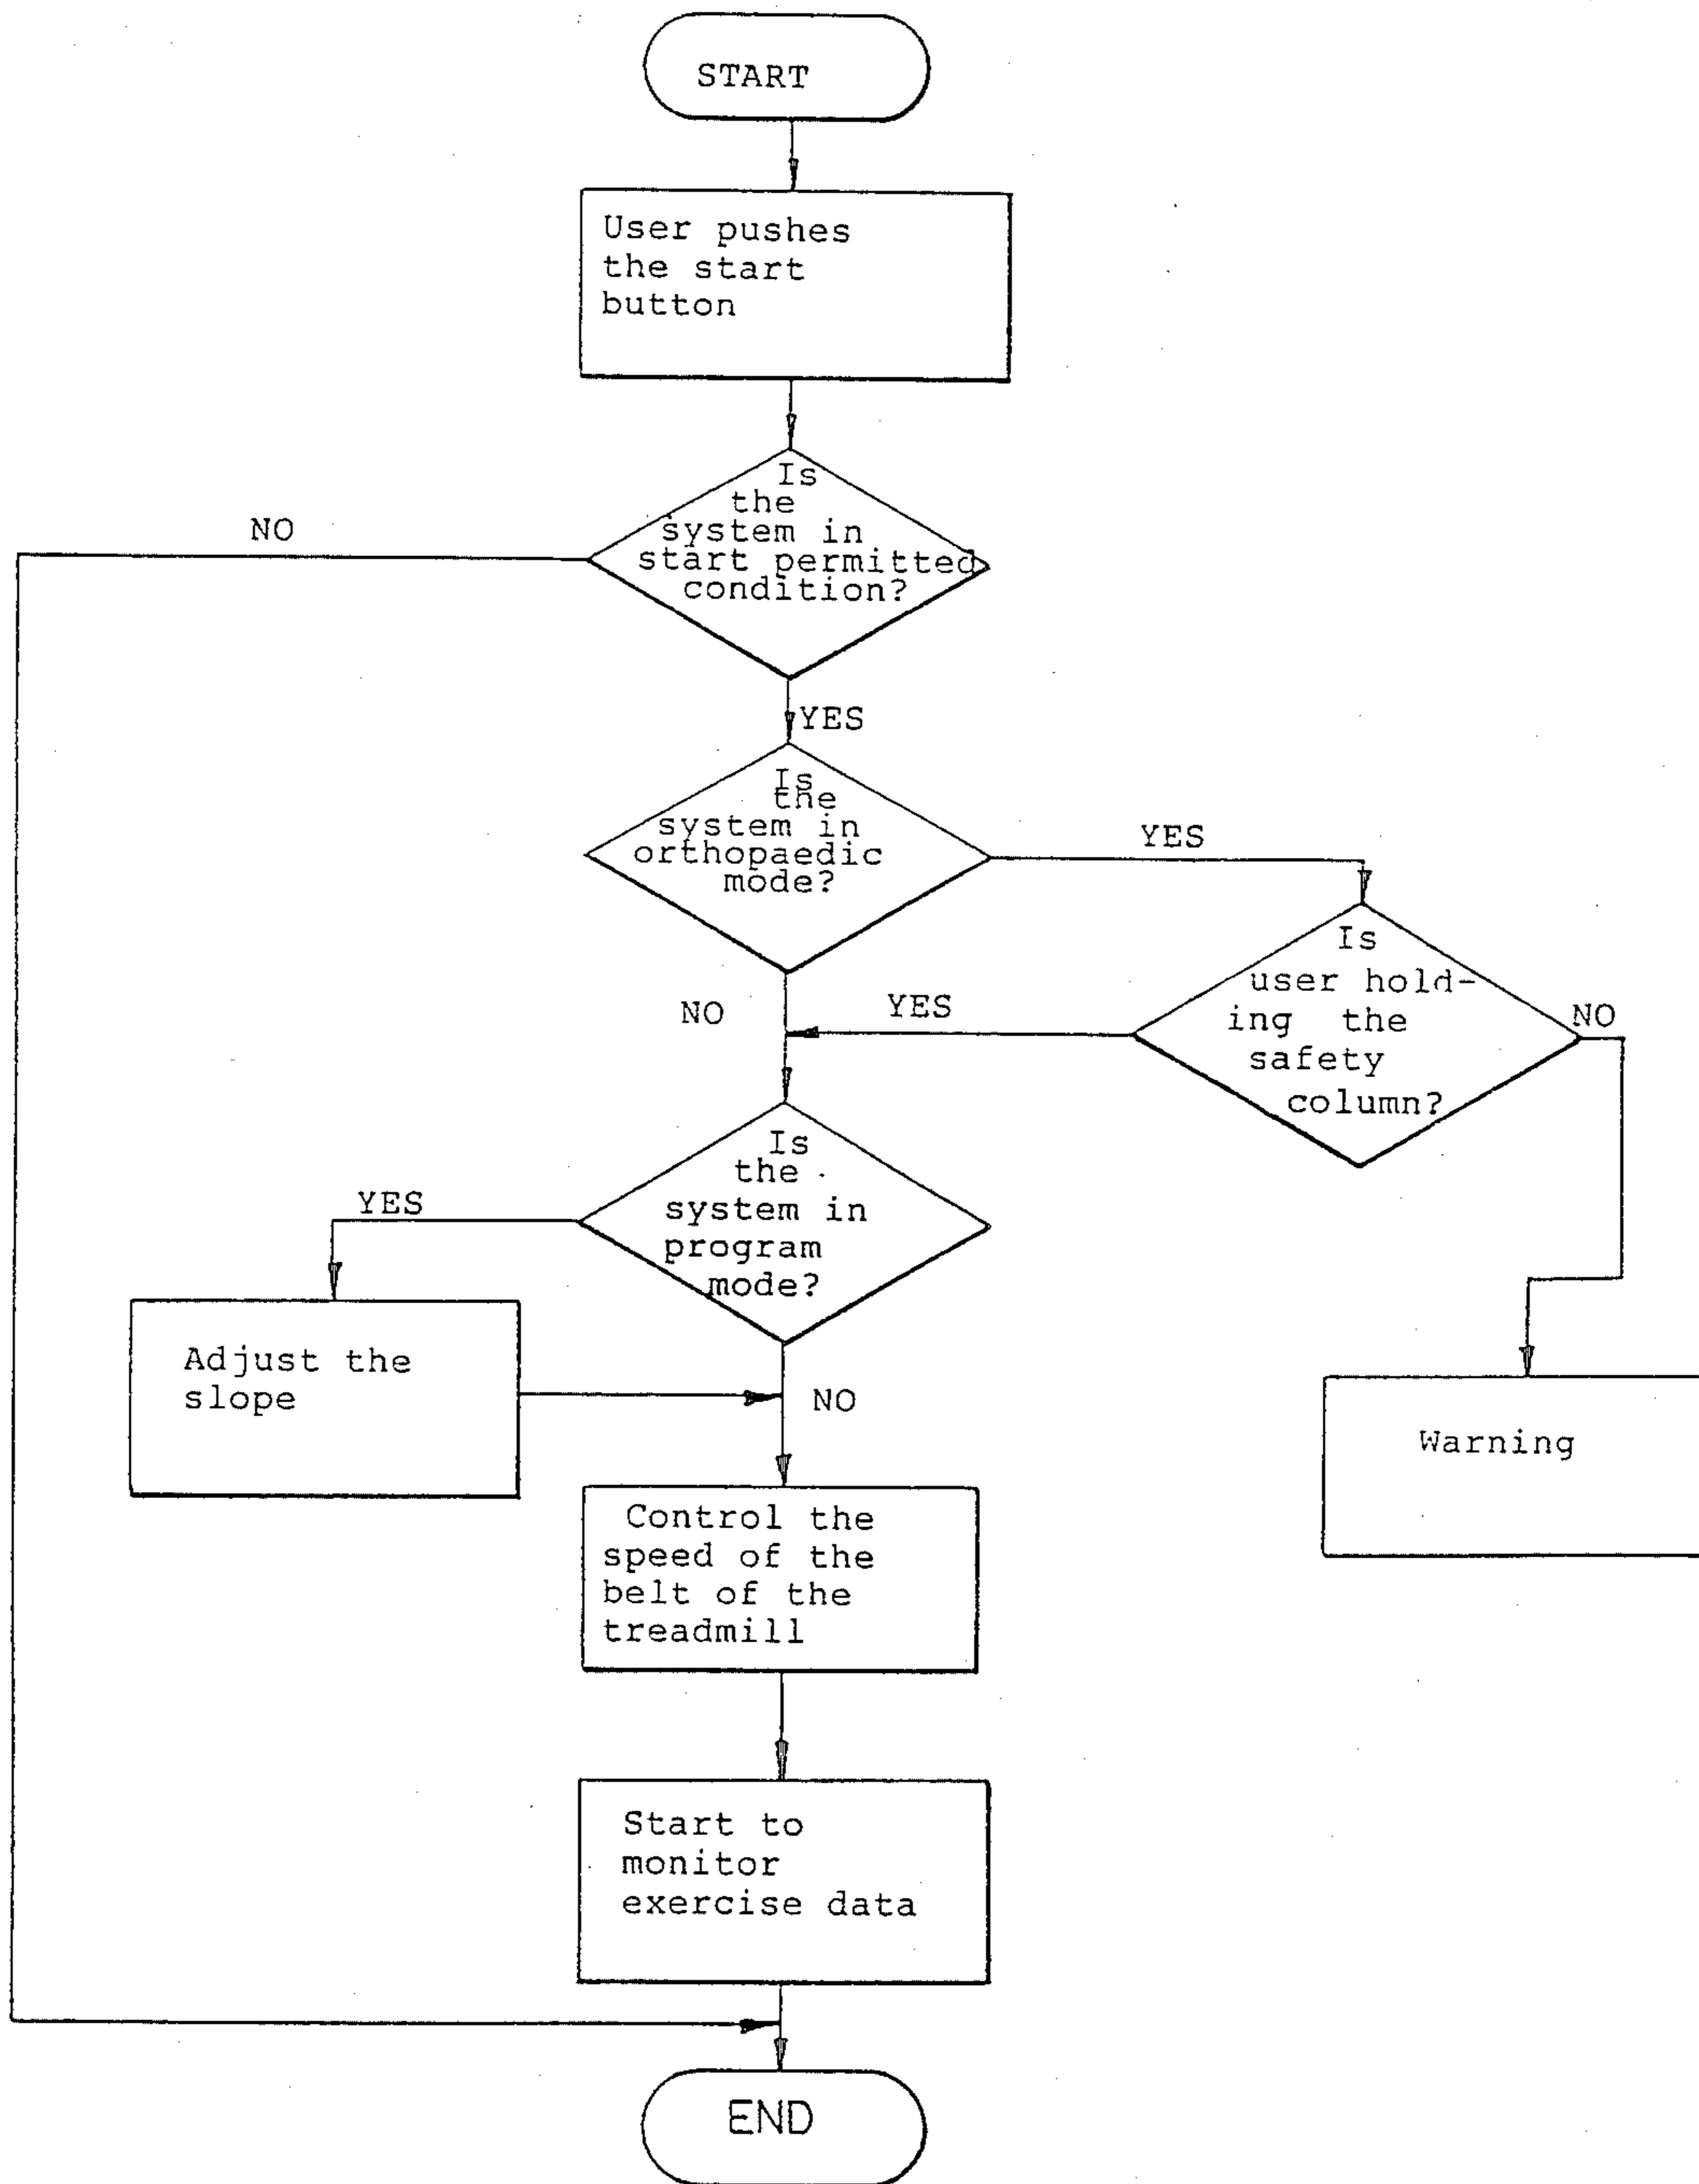 START
User pushes
the start
button
Is
the
system in
start permitted
condition?
NO
YES
Is
the
system in
orthopaedic
mode?
YES
NO
Is
user hold-
ing the
safety
column?
YES
NO
Is
the
system in
program
mode?
YES
NO
Adjust the
slope
Warning
Control the
speed of the
belt of the
treadmill
Start to
monitor
exercise data
END